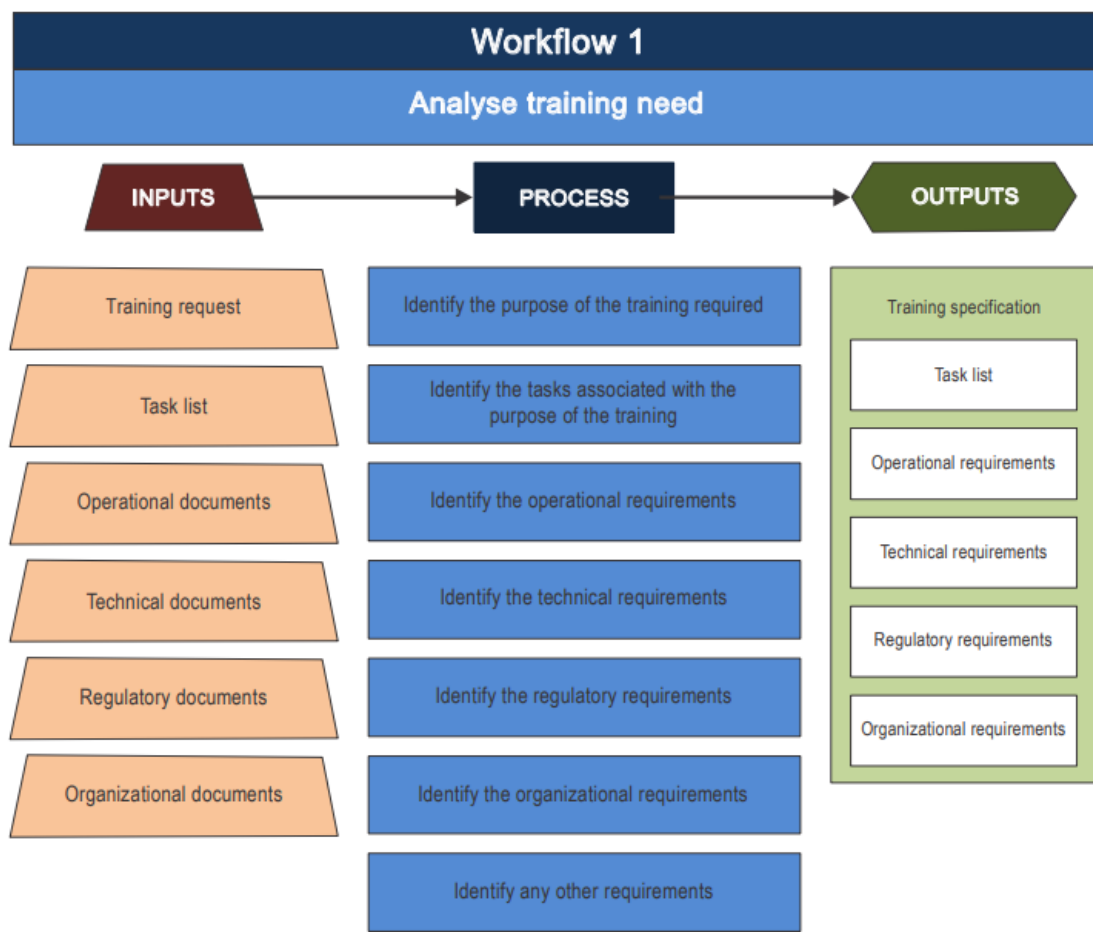 Workflow 1
Analyse training need
INPUTS
PROCESS
OUTPUTS
Training request
Task list
Operational documents
Technical documents
Regulatory documents
Organizational documents
Identify the purpose of the training required
Identify the tasks associated with the
purpose of the training
Identify the operational requirements
Identify the technical requirements
Identify the regulatory requirements
Identify the organizational requirements
Identify any other requirements
Training specification
Task list
Operational requirements
Technical requirements
Regulatory requirements
Organizational requirements